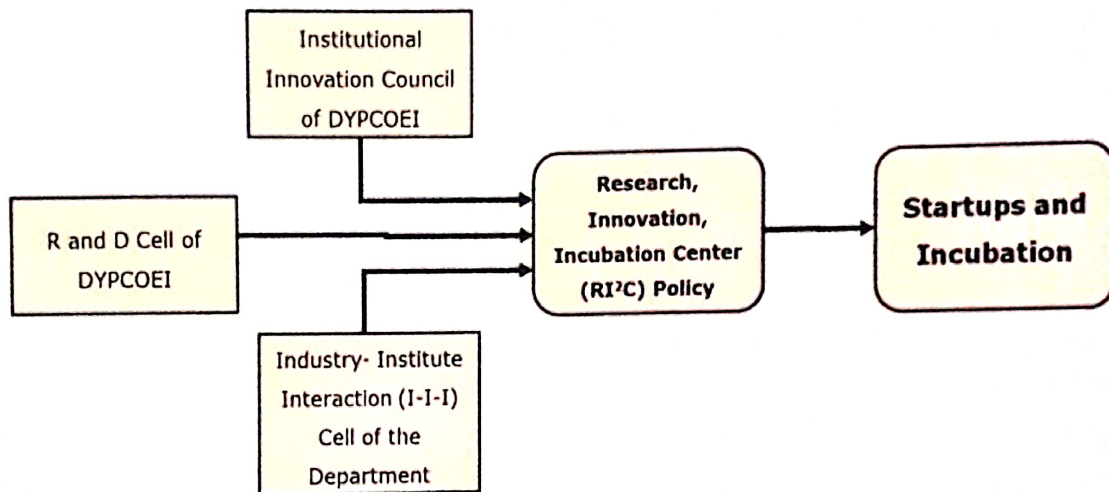 Institutional
Innovation Council
of DYPCOEI
R and D Cell of
DYPCOEI
Industry- Institute
Interaction (I-I-I)
Cell of the
Department
Research,
Innovation,
Incubation Center
(RI²C) Policy
Startups and
Incubation